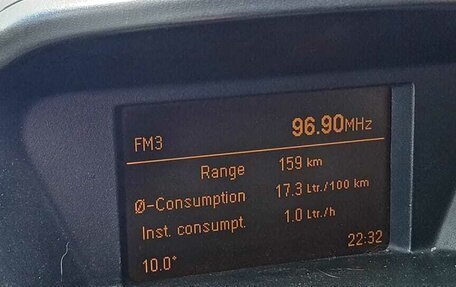 FM3 96.90MHz
Range 159 km
Ø-Consumption 17.3 Ltr./100 km
Inst. consumpt. 1.0 Ltr./h
10.0° 22:32